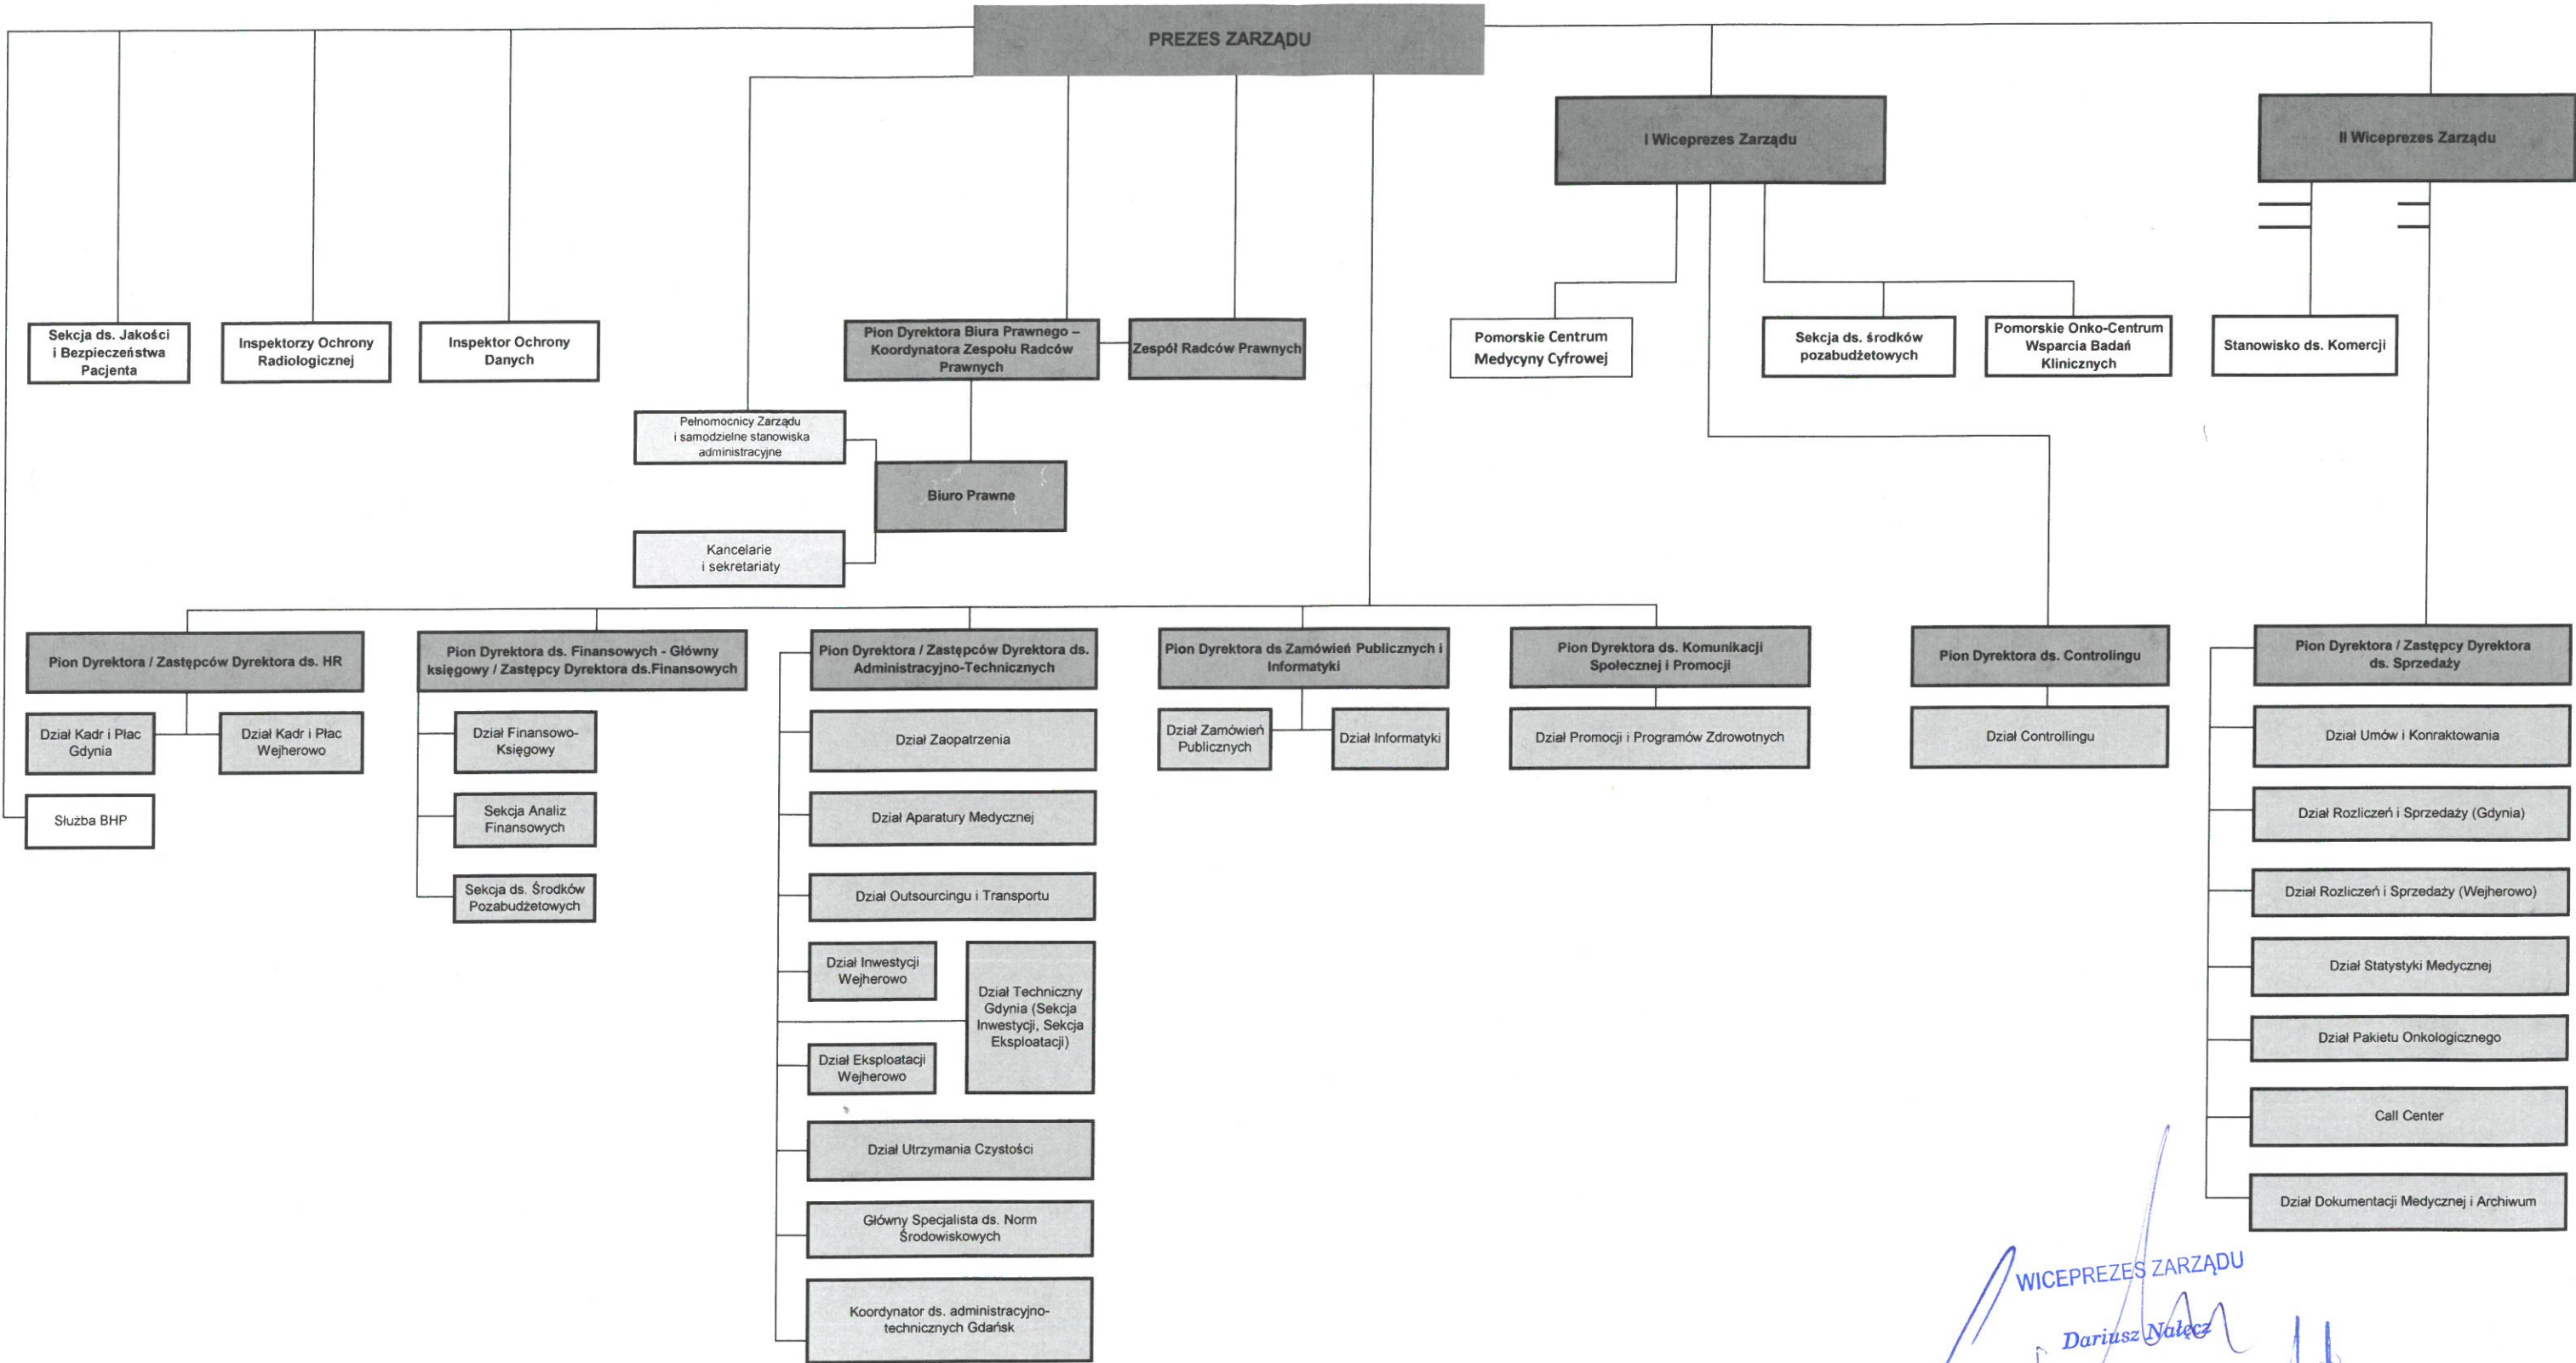 PREZES ZARZĄDU
I Wiceprezes Zarządu
II Wiceprezes Zarządu
Sekcja ds. Jakości
i Bezpieczeństwa
Pacjenta
Inspektorzy Ochrony
Radiologicznej
Inspektor Ochrony
Danych
Pion Dyrektora Biura Prawnego –
Koordynatora Zespołu Radców
Prawnych
Zespół Radców Prawnych
Pomorskie Centrum
Medycyny Cyfrowej
Sekcja ds. środków
pozabudżetowych
Pomorskie Onko-Centrum
Wsparcia Badań
Klinicznych
Stanowisko ds. Komercji
Pełnomocnicy Zarządu
i samodzielne stanowiska
administracyjne
Biuro Prawne
Kancelarie
i sekretariaty
Pion Dyrektora / Zastępców Dyrektora ds. HR
Pion Dyrektora ds. Finansowych - Główny
księgowy / Zastępcy Dyrektora ds.Finansowych
Pion Dyrektora / Zastępców Dyrektora ds.
Administracyjno-Technicznych
Pion Dyrektora ds Zamówień Publicznych i
Informatyki
Pion Dyrektora ds. Komunikacji
Społecznej i Promocji
Pion Dyrektora ds. Controlingu
Pion Dyrektora / Zastępcy Dyrektora
ds. Sprzedaży
Dział Kadr i Płac
Gdynia
Dział Kadr i Płac
Wejherowo
Służba BHP
Dział Finansowo-
Księgowy
Sekcja Analiz
Finansowych
Sekcja ds. Środków
Pozabudżetowych
Dział Zaopatrzenia
Dział Aparatury Medycznej
Dział Outsourcingu i Transportu
Dział Inwestycji
Wejherowo
Dział Techniczny
Gdynia (Sekcja
Inwestycji, Sekcja
Eksploatacji)
Dział Eksploatacji
Wejherowo
Dział Utrzymania Czystości
Główny Specjalista ds. Norm
Środowiskowych
Koordynator ds. administracyjno-
technicznych Gdańsk
Dział Zamówień
Publicznych
Dział Informatyki
Dział Promocji i Programów Zdrowotnych
Dział Controllingu
Dział Umów i Konraktowania
Dział Rozliczeń i Sprzedaży (Gdynia)
Dział Rozliczeń i Sprzedaży (Wejherowo)
Dział Statystyki Medycznej
Dział Pakietu Onkologicznego
Call Center
Dział Dokumentacji Medycznej i Archiwum
WICEPREZES ZARZĄDU
Dariusz Nałęcz